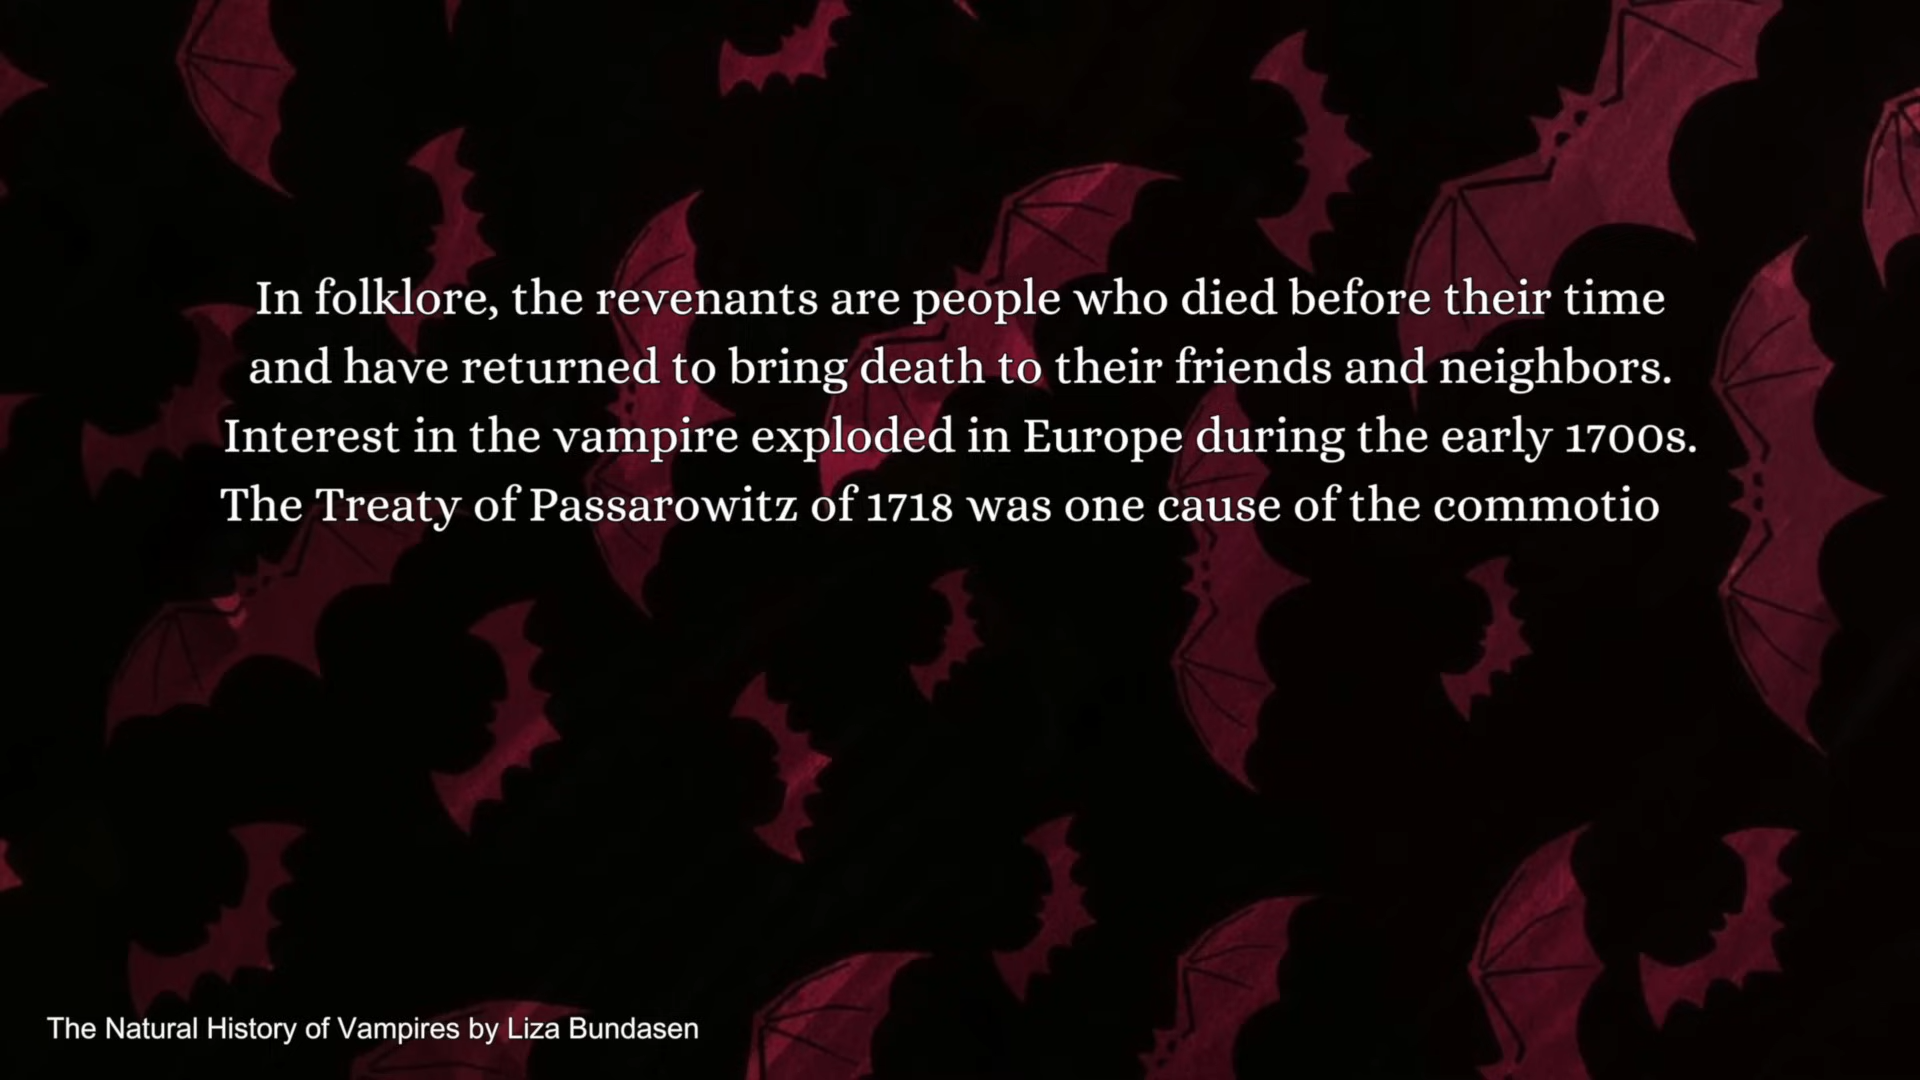 In folklore, the revenants are people who died before their time
and have returned to bring death to their friends and neighbors.
Interest in the vampire exploded in Europe during the early 1700s.
The Treaty of Passarowitz of 1718 was one cause of the commotio
The Natural History of Vampires by Liza Bundasen